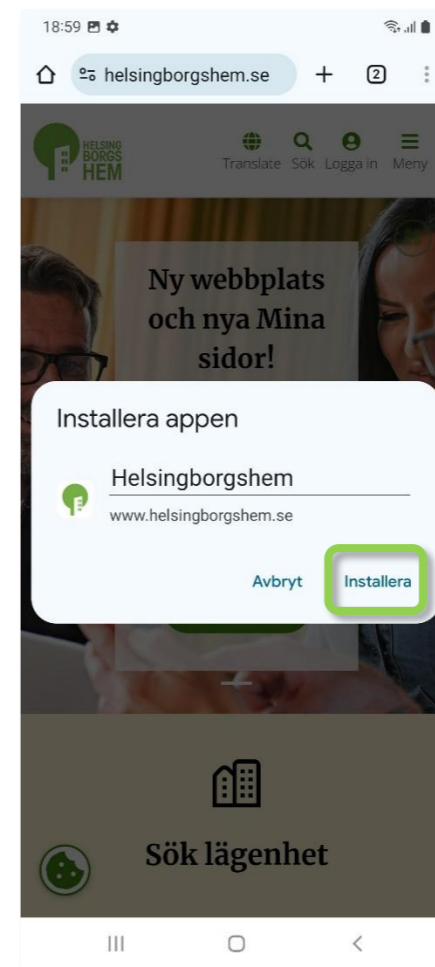 18:59
helsingborgshem.se
2
HELSING
BORGS
HEM
Translate Sök Logga in Meny
Ny webbplats
och nya Mina
sidor!
Installera appen
Helsingborgshem
www.helsingborgshem.se
Avbryt Installera
Sök lägenhet